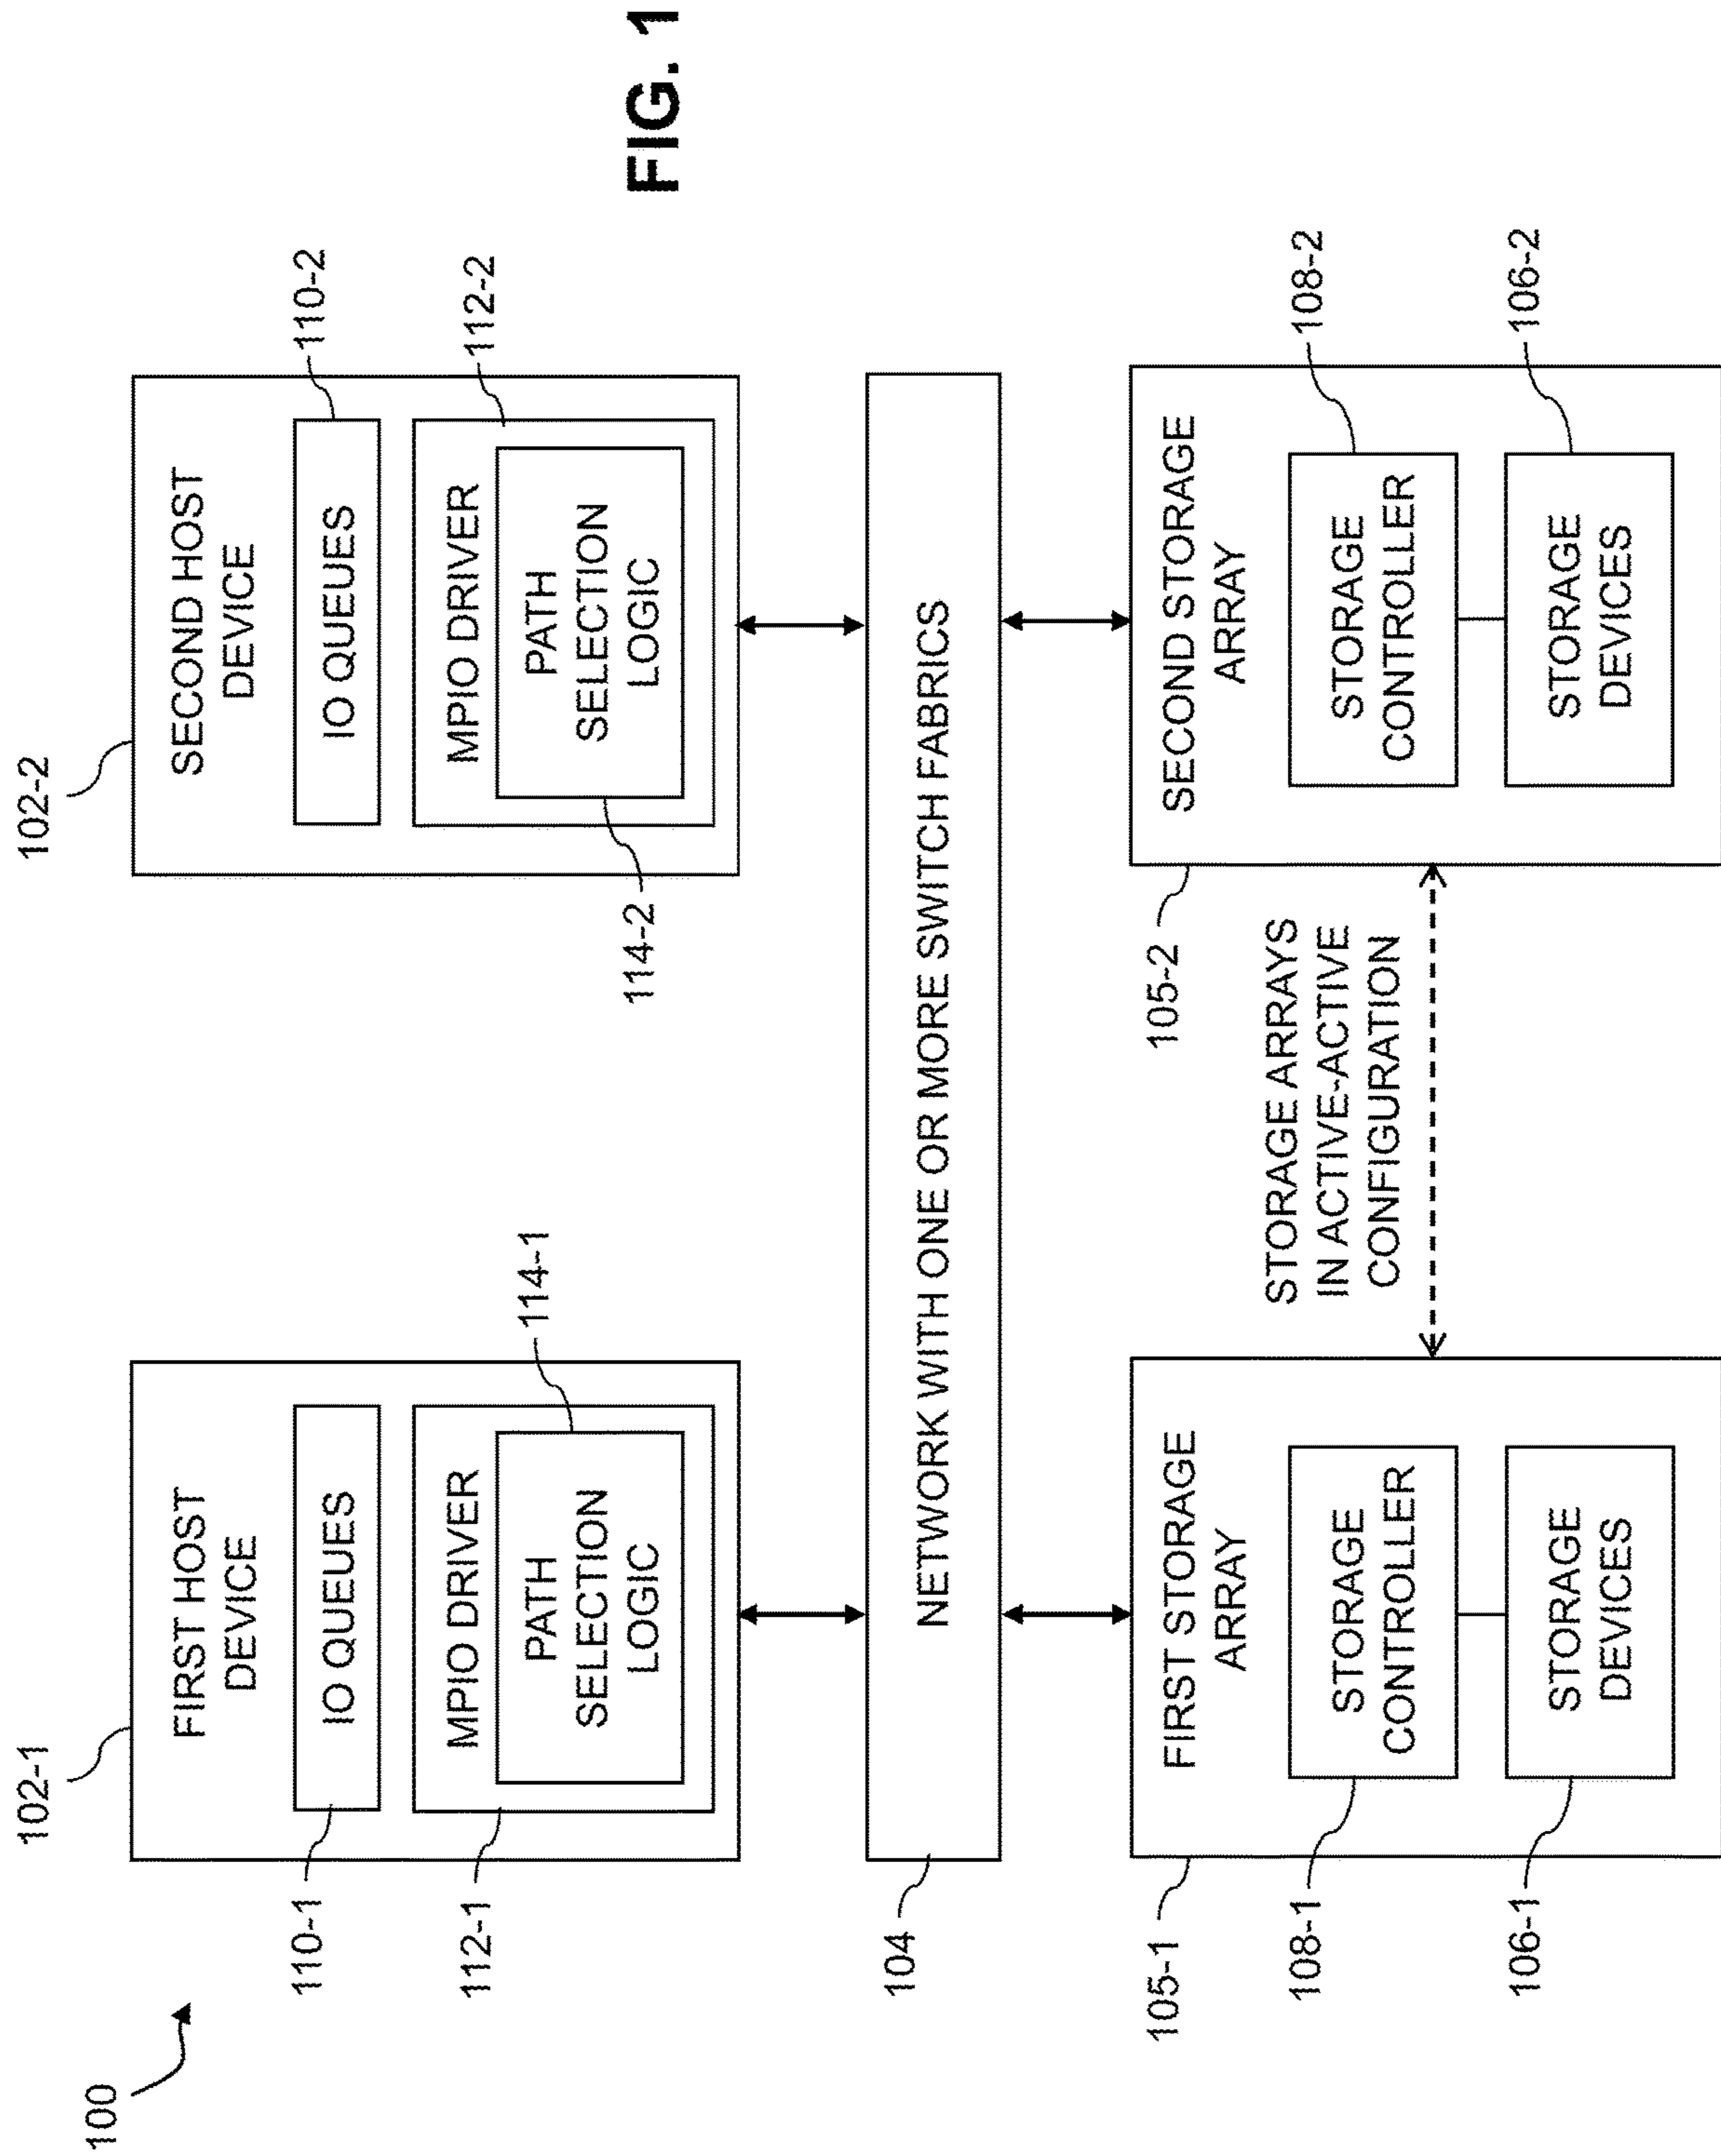 100
102-1
FIRST HOST
DEVICE
110-1
IO QUEUES
112-1
MPIO DRIVER
PATH
SELECTION
LOGIC
114-1
102-2
SECOND HOST
DEVICE
IO QUEUES
110-2
MPIO DRIVER
112-2
PATH
SELECTION
LOGIC
114-2
104
NETWORK WITH ONE OR MORE SWITCH FABRICS
105-1
FIRST STORAGE
ARRAY
108-1
STORAGE
CONTROLLER
106-1
STORAGE
DEVICES
STORAGE ARRAYS
IN ACTIVE-ACTIVE
CONFIGURATION
105-2
SECOND STORAGE
ARRAY
STORAGE
CONTROLLER
108-2
STORAGE
DEVICES
106-2
FIG. 1